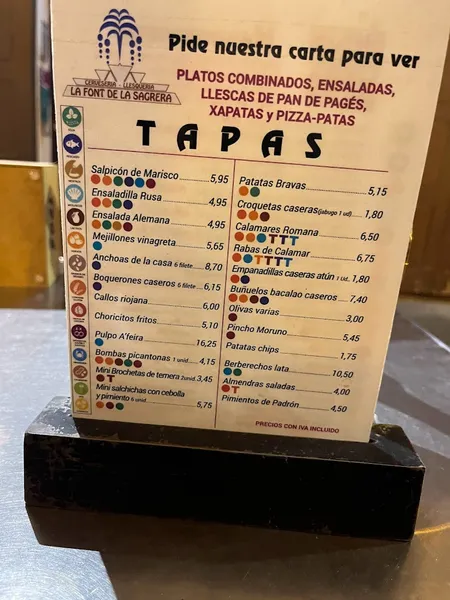 Pide nuestra carta para ver
CERVESERIA - LLESQUERIA
LA FONT DE LA SAGRERA
PLATOS COMBINADOS, ENSALADAS,
LLESCAS DE PAN DE PAGÉS,
XAPATAS y PIZZA-PATAS
TAPAS
Salpicón de Marisco 5,95
Ensaladilla Rusa 4,95
Ensalada Alemana 4,95
Mejillones vinagreta 5,65
Anchoas de la casa 6 filete 8,70
Boquerones caseros 6 filete 6,15
Callos riojana 6,00
Choricitos fritos 5,10
Pulpo A'feira 16,25
Bombas picantonas 1 unid. 4,15
Mini Brochetas de ternera 2unid. 3,45
Mini salchichas con cebolla
y pimiento 6 unid. 5,75
Patatas Bravas 5,15
Croquetas caseras (jabugo 1 ud) 1,80
Calamares Romana 6,50
Rabas de Calamar 6,75
Empanadillas caseras atún 1 Ud. 1,80
Buñuelos bacalao caseros 7,40
Olivas varias 3,00
Pincho Moruno 5,45
Patatas chips 1,75
Berberechos lata 10,50
Almendras saladas 4,00
Pimientos de Padrón 4,50
PRECIOS CON IVA INCLUIDO